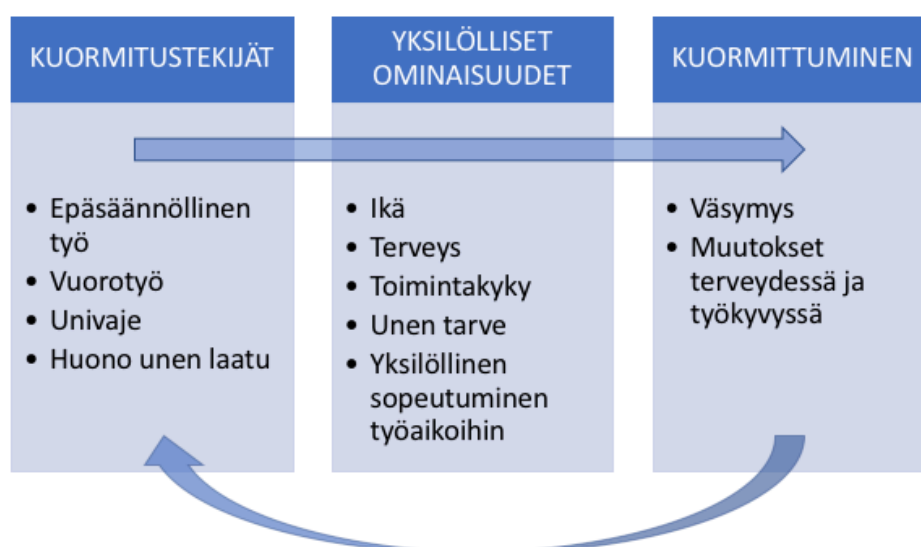 KUORMITUSTEKIJÄT
• Epäsäännöllinen
työ
• Vuorotyö
• Univaje
• Huono unen laatu
YKSILÖLLISET
OMINAISUUDET
• Ikä
• Terveys
• Toimintakyky
• Unen tarve
• Yksilöllinen
sopeutuminen
työaikoihin
KUORMITTUMINEN
• Väsymys
• Muutokset
terveydessä ja
työkyvyssä